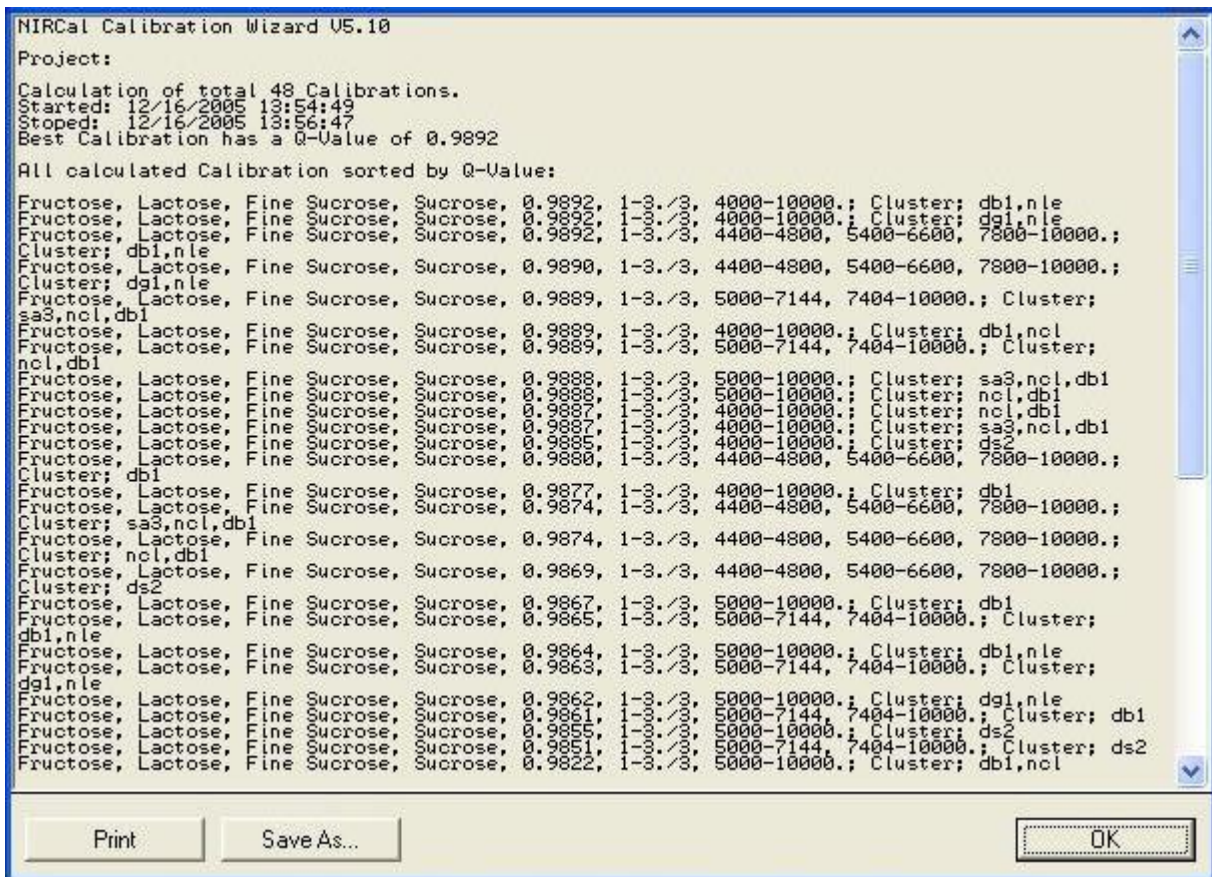 NIRCal Calibration Wizard V5.10
Project:
Calculation of total 48 Calibrations.
Started: 12/16/2005 13:54:49
Stoped: 12/16/2005 13:56:47
Best Calibration has a Q-Value of 0.9892
All calculated Calibration sorted by Q-Value:
Fructose, Lactose, Fine Sucrose, Sucrose, 0.9892, 1-3./3, 4000-10000.; Cluster; db1,nle
Fructose, Lactose, Fine Sucrose, Sucrose, 0.9892, 1-3./3, 4000-10000.; Cluster; dg1,nle
Fructose, Lactose, Fine Sucrose, Sucrose, 0.9892, 1-3./3, 4400-4800, 5400-6600, 7800-10000.;
Cluster; db1,nle
Fructose, Lactose, Fine Sucrose, Sucrose, 0.9890, 1-3./3, 4400-4800, 5400-6600, 7800-10000.;
Cluster; dg1,nle
Fructose, Lactose, Fine Sucrose, Sucrose, 0.9889, 1-3./3, 5000-7144, 7404-10000.; Cluster;
sa3,ncl,db1
Fructose, Lactose, Fine Sucrose, Sucrose, 0.9889, 1-3./3, 4000-10000.; Cluster; db1,ncl
Fructose, Lactose, Fine Sucrose, Sucrose, 0.9889, 1-3./3, 5000-7144, 7404-10000.; Cluster;
ncl,db1
Fructose, Lactose, Fine Sucrose, Sucrose, 0.9888, 1-3./3, 5000-10000.; Cluster; sa3,ncl,db1
Fructose, Lactose, Fine Sucrose, Sucrose, 0.9888, 1-3./3, 5000-10000.; Cluster; ncl,db1
Fructose, Lactose, Fine Sucrose, Sucrose, 0.9887, 1-3./3, 4000-10000.; Cluster; ncl,db1
Fructose, Lactose, Fine Sucrose, Sucrose, 0.9887, 1-3./3, 4000-10000.; Cluster; sa3,ncl,db1
Fructose, Lactose, Fine Sucrose, Sucrose, 0.9885, 1-3./3, 4000-10000.; Cluster; ds2
Fructose, Lactose, Fine Sucrose, Sucrose, 0.9880, 1-3./3, 4400-4800, 5400-6600, 7800-10000.;
Cluster; db1
Fructose, Lactose, Fine Sucrose, Sucrose, 0.9877, 1-3./3, 4000-10000.; Cluster; db1
Fructose, Lactose, Fine Sucrose, Sucrose, 0.9874, 1-3./3, 4400-4800, 5400-6600, 7800-10000.;
Cluster; sa3,ncl,db1
Fructose, Lactose, Fine Sucrose, Sucrose, 0.9874, 1-3./3, 4400-4800, 5400-6600, 7800-10000.;
Cluster; ncl,db1
Fructose, Lactose, Fine Sucrose, Sucrose, 0.9869, 1-3./3, 4400-4800, 5400-6600, 7800-10000.;
Cluster; ds2
Fructose, Lactose, Fine Sucrose, Sucrose, 0.9867, 1-3./3, 5000-10000.; Cluster; db1
Fructose, Lactose, Fine Sucrose, Sucrose, 0.9865, 1-3./3, 5000-7144, 7404-10000.; Cluster;
db1,nle
Fructose, Lactose, Fine Sucrose, Sucrose, 0.9864, 1-3./3, 5000-10000.; Cluster; db1,nle
Fructose, Lactose, Fine Sucrose, Sucrose, 0.9863, 1-3./3, 5000-7144, 7404-10000.; Cluster;
dg1,nle
Fructose, Lactose, Fine Sucrose, Sucrose, 0.9862, 1-3./3, 5000-10000.; Cluster; dg1,nle
Fructose, Lactose, Fine Sucrose, Sucrose, 0.9861, 1-3./3, 5000-7144, 7404-10000.; Cluster; db1
Fructose, Lactose, Fine Sucrose, Sucrose, 0.9855, 1-3./3, 5000-10000.; Cluster; ds2
Fructose, Lactose, Fine Sucrose, Sucrose, 0.9851, 1-3./3, 5000-7144, 7404-10000.; Cluster; ds2
Fructose, Lactose, Fine Sucrose, Sucrose, 0.9822, 1-3./3, 5000-10000.; Cluster; db1,ncl
Print
Save As...
OK